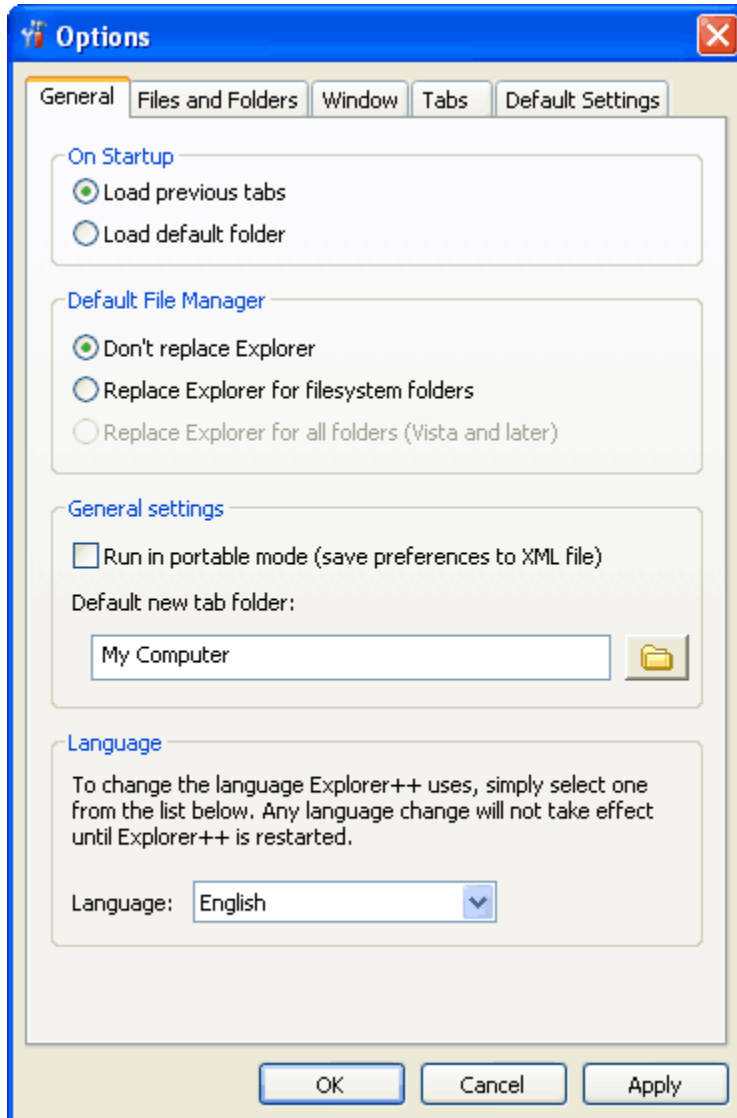 Options
General
Files and Folders
Window
Tabs
Default Settings
On Startup
Load previous tabs
Load default folder
Default File Manager
Don't replace Explorer
Replace Explorer for filesystem folders
Replace Explorer for all folders (Vista and later)
General settings
Run in portable mode (save preferences to XML file)
Default new tab folder:
My Computer
Language
To change the language Explorer++ uses, simply select one
from the list below. Any language change will not take effect
until Explorer++ is restarted.
Language: English
OK Cancel Apply